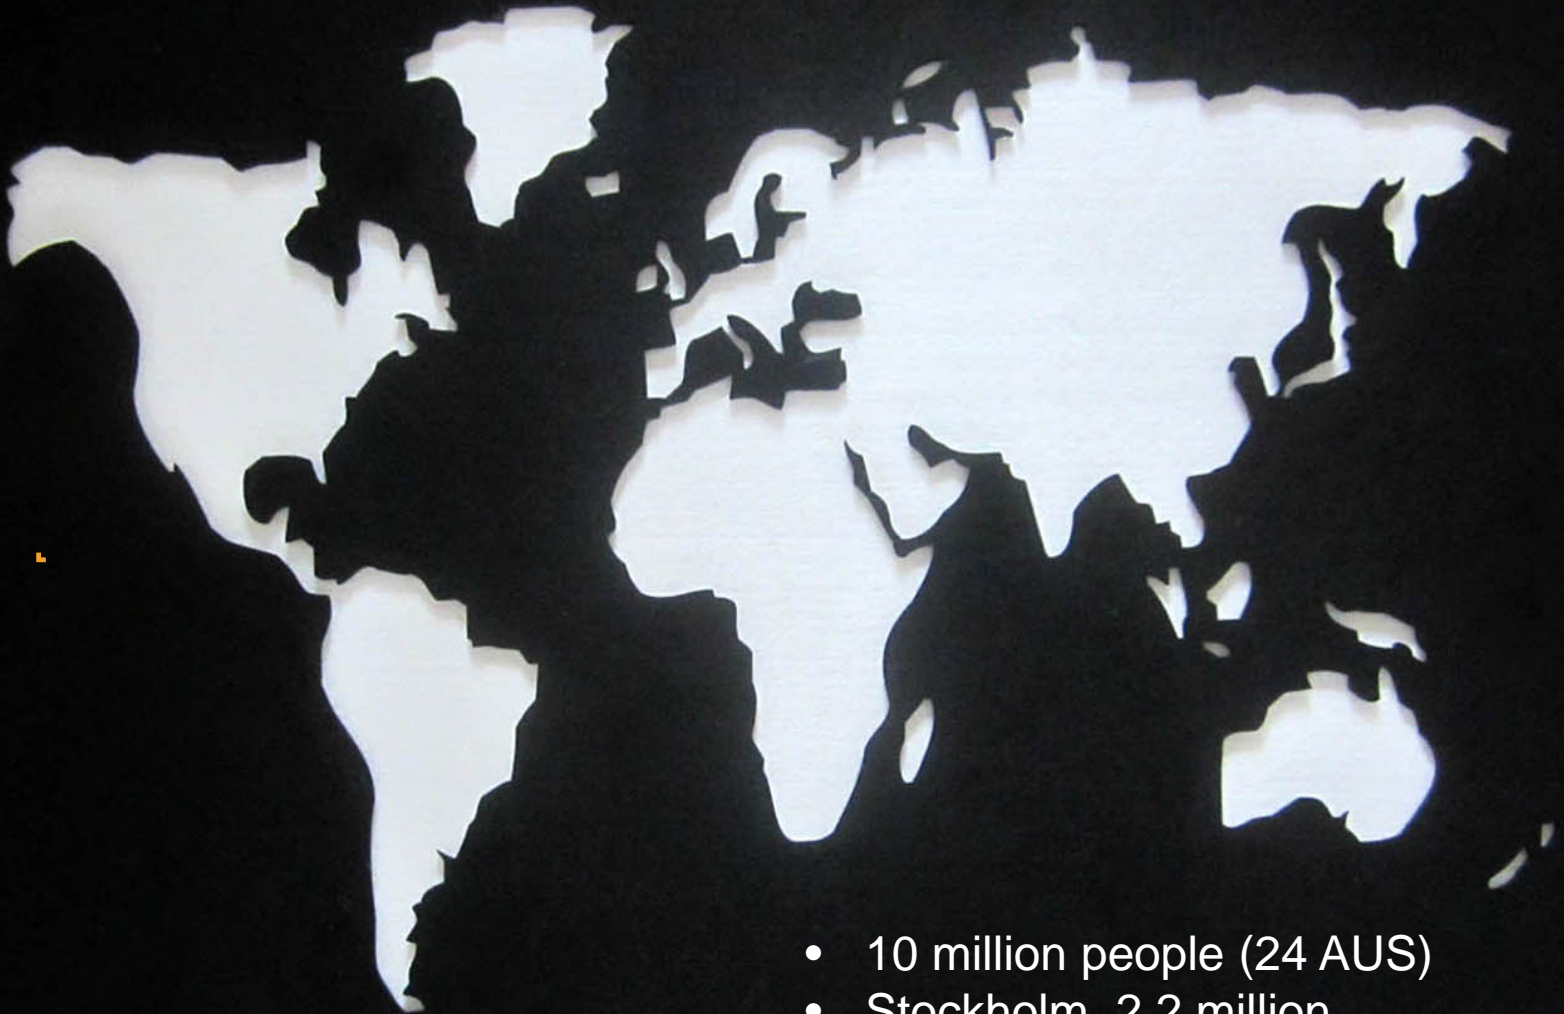 • 10 million people (24 AUS)
• Stockholm 2,2 million